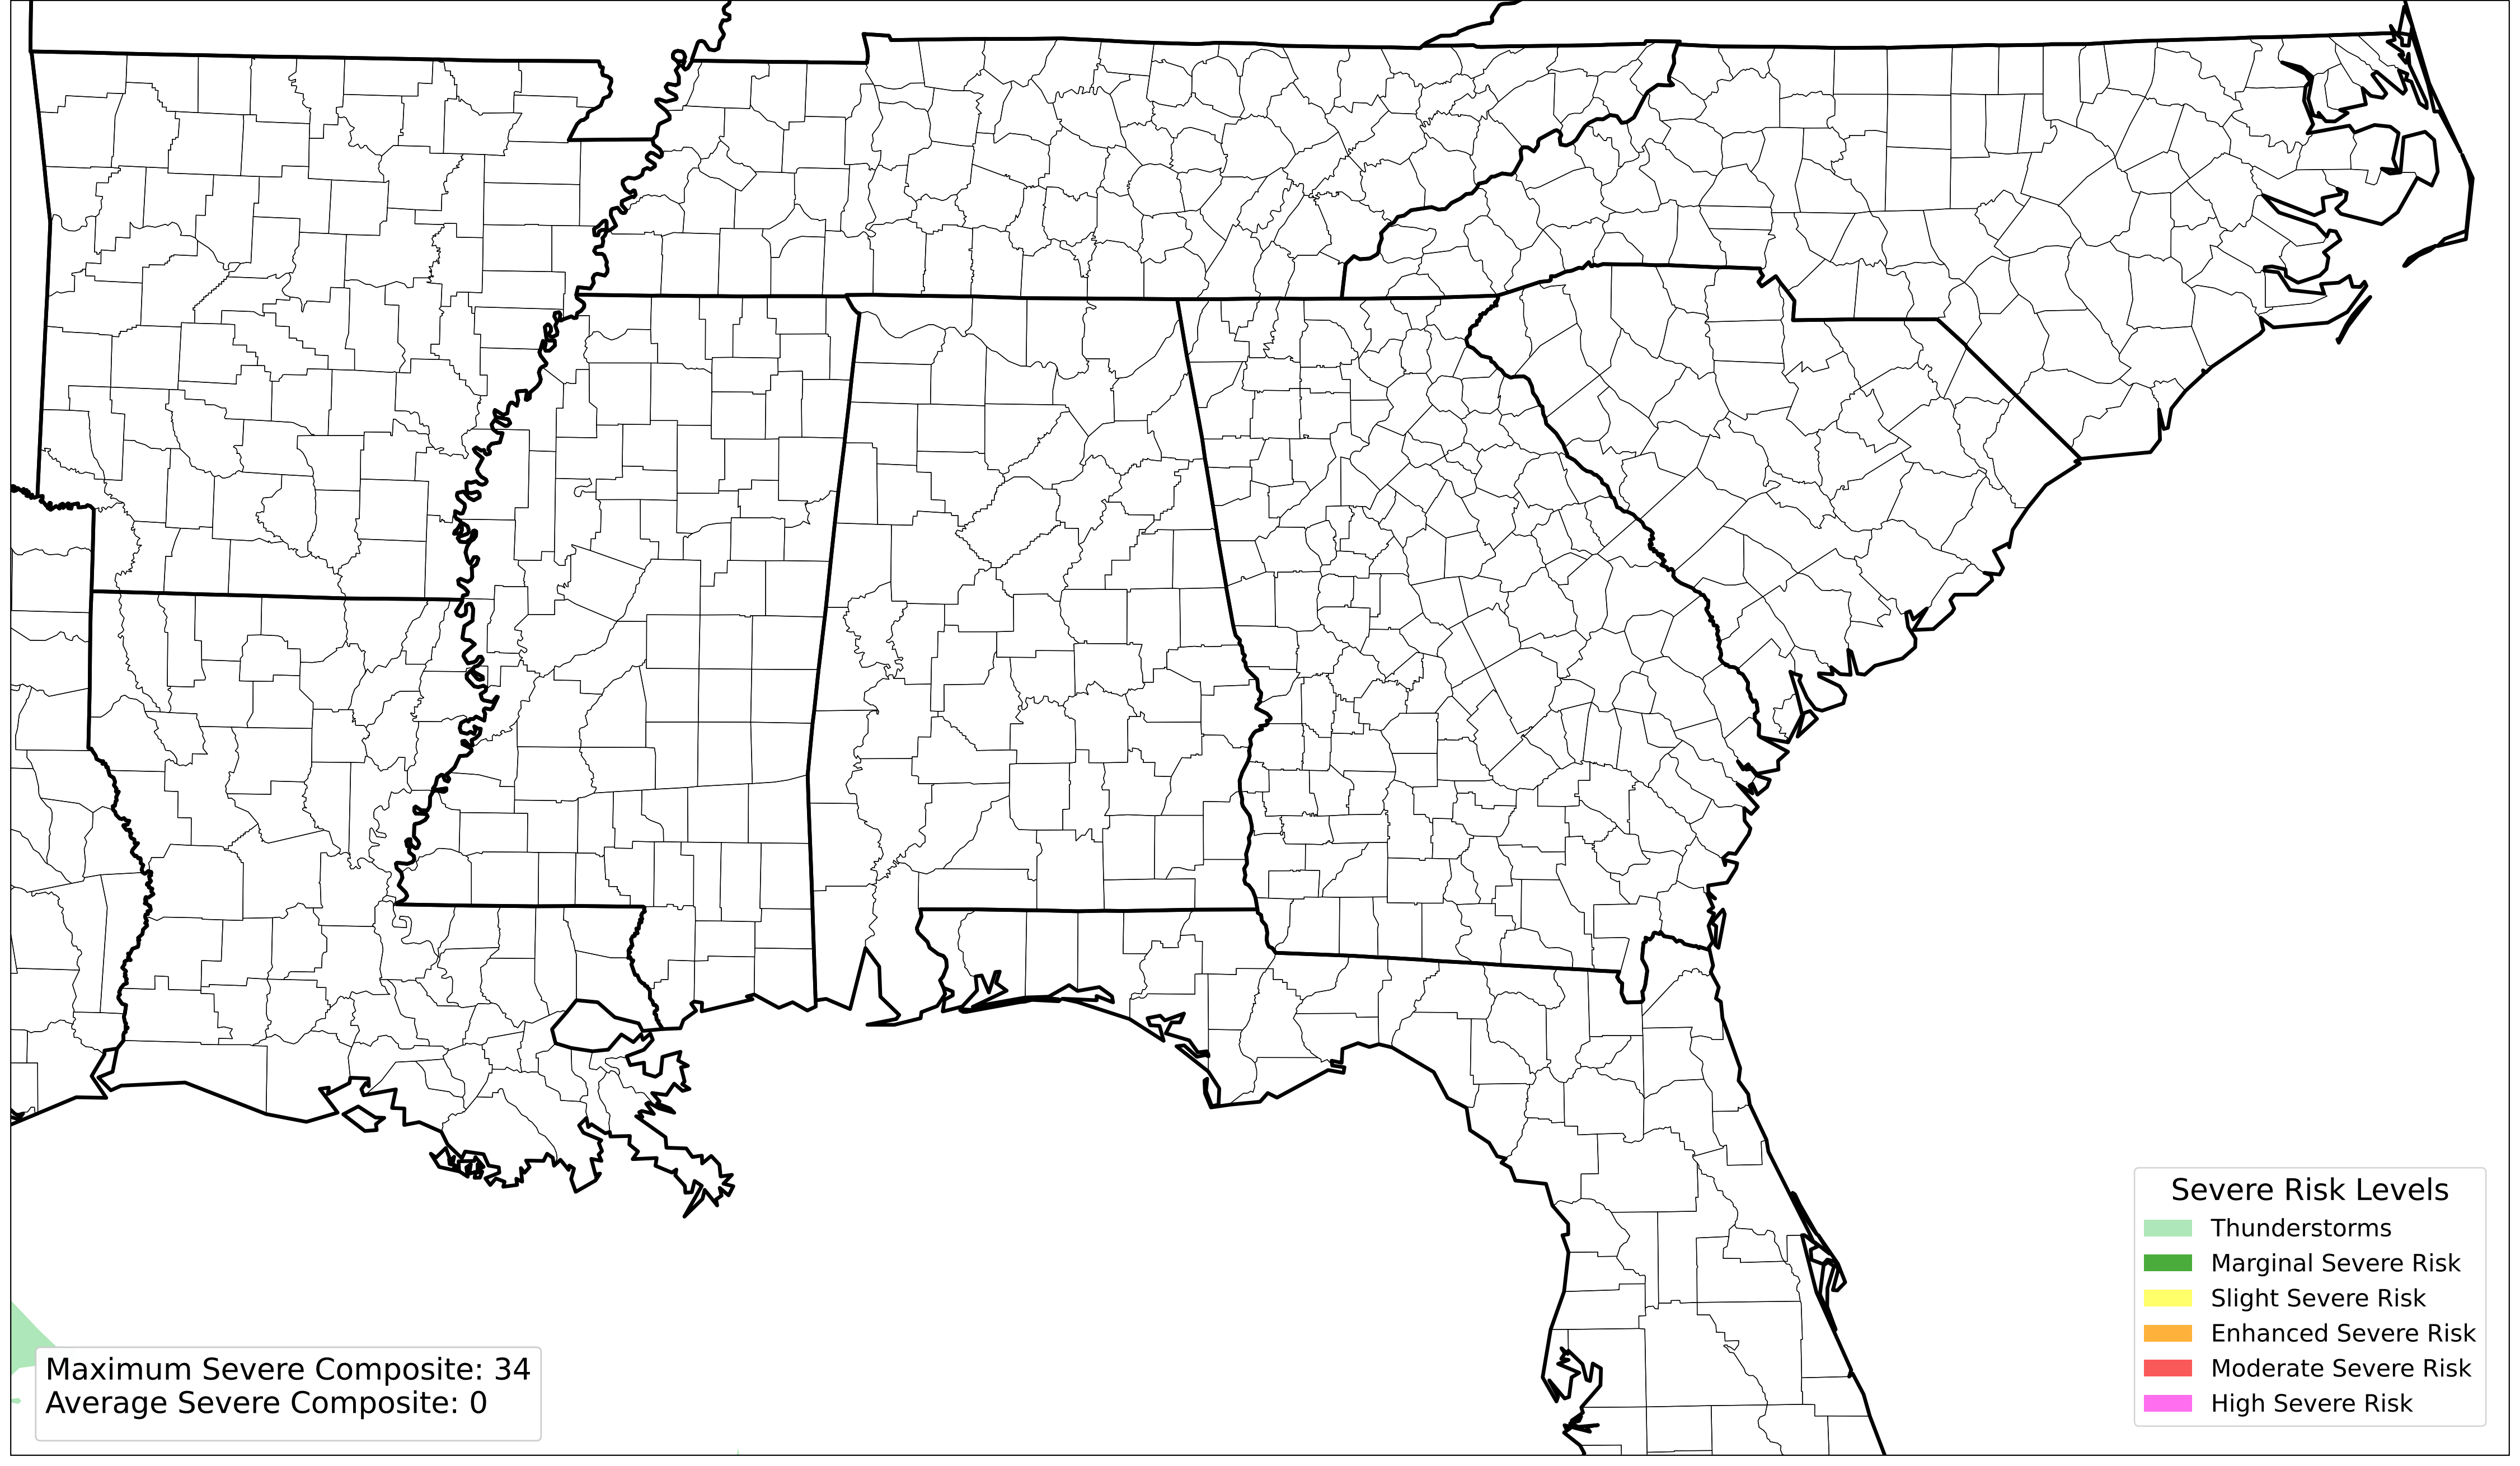 Severe Risk Levels
Thunderstorms
Marginal Severe Risk
Slight Severe Risk
Enhanced Severe Risk
Moderate Severe Risk
High Severe Risk
Maximum Severe Composite: 34
Average Severe Composite: 0